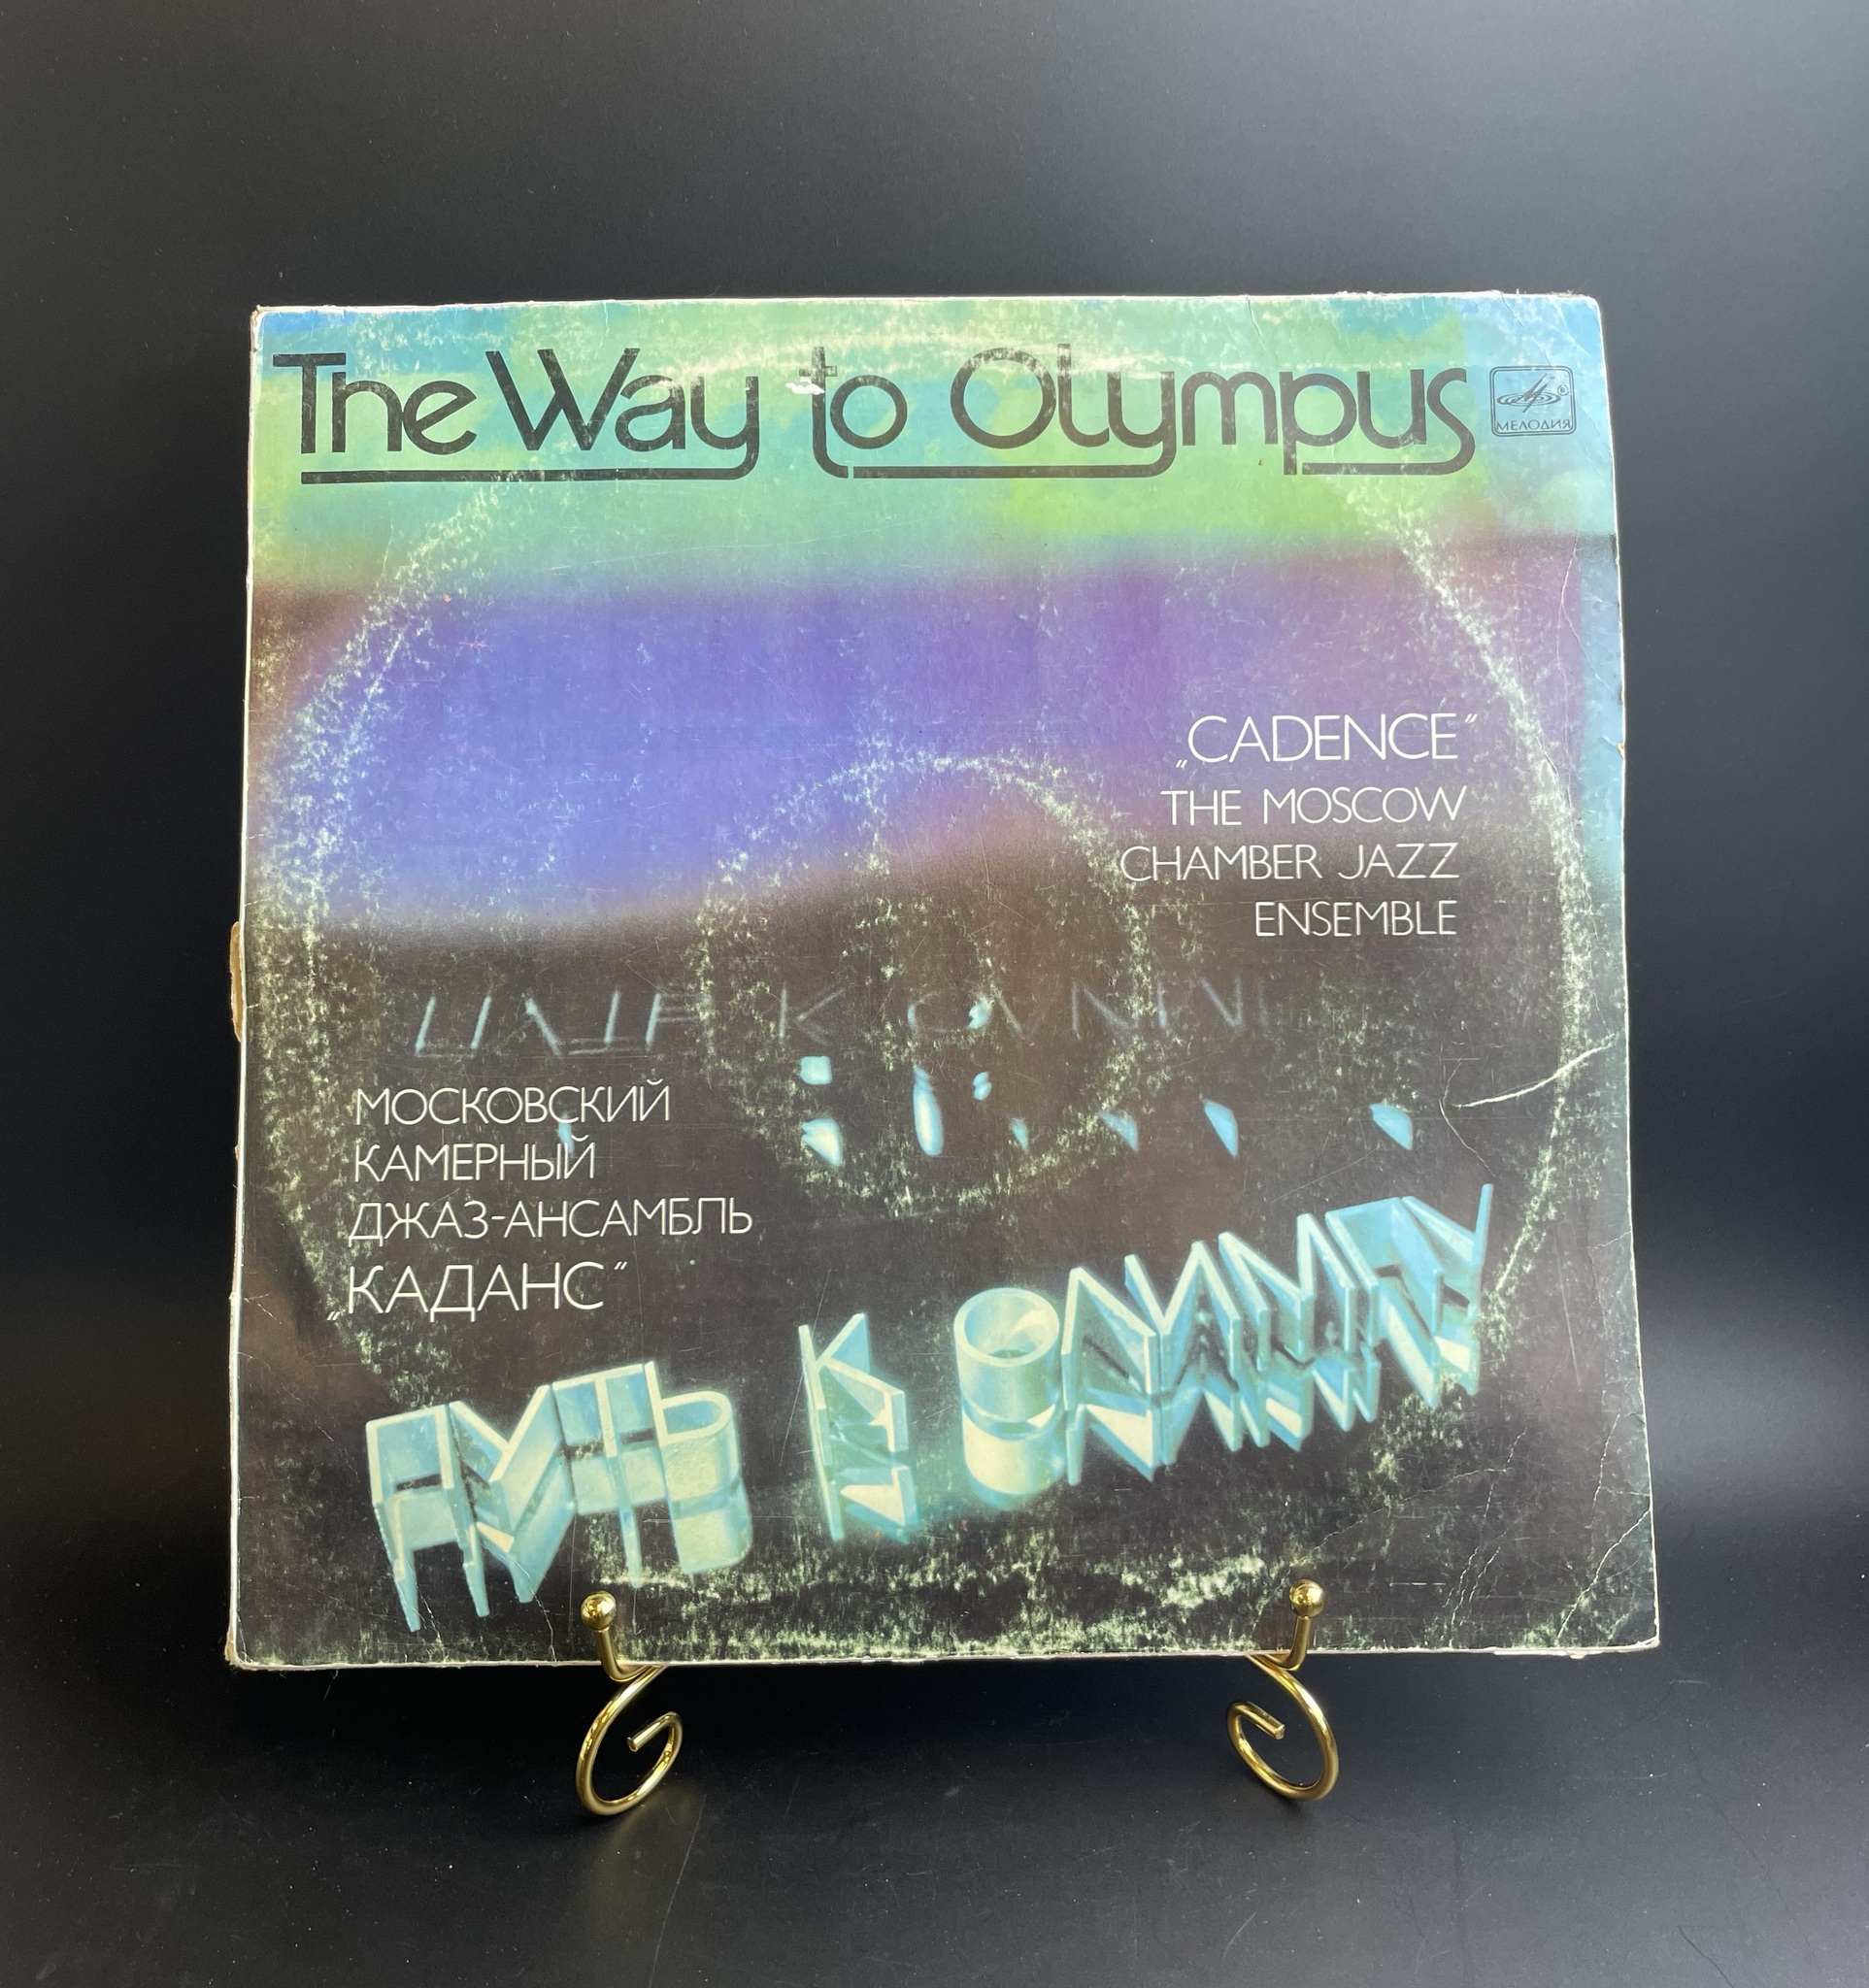 The Way to Olympus
МЕЛОДИЯ
„CADENCE“
THE MOSCOW
CHAMBER JAZZ
ENSEMBLE
МОСКОВСКИЙ
КАМЕРНЫЙ
ДЖАЗ-АНСАМБЛЬ
„КАДАНС“
ПУТЬ К ОЛИМПУ